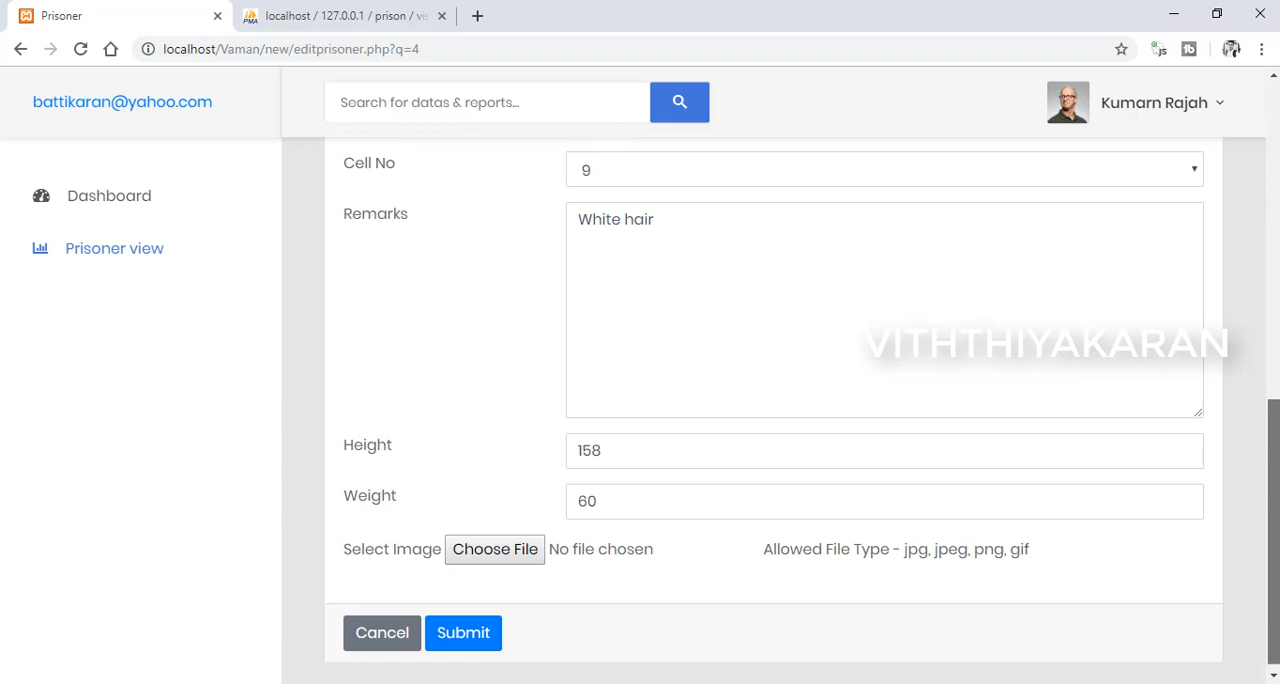 Prisoner
localhost / 127.0.0.1 / prison / vis
localhost/Vaman/new/editprisoner.php?q=4
battikaran@yahoo.com
Search for datas & reports...
Kumarn Rajah
Dashboard
Prisoner view
Cell No
9
Remarks
White hair
VITHTHIYAKARAN
Height
158
Weight
60
Select Image Choose File No file chosen Allowed File Type - jpg, jpeg, png, gif
Cancel Submit